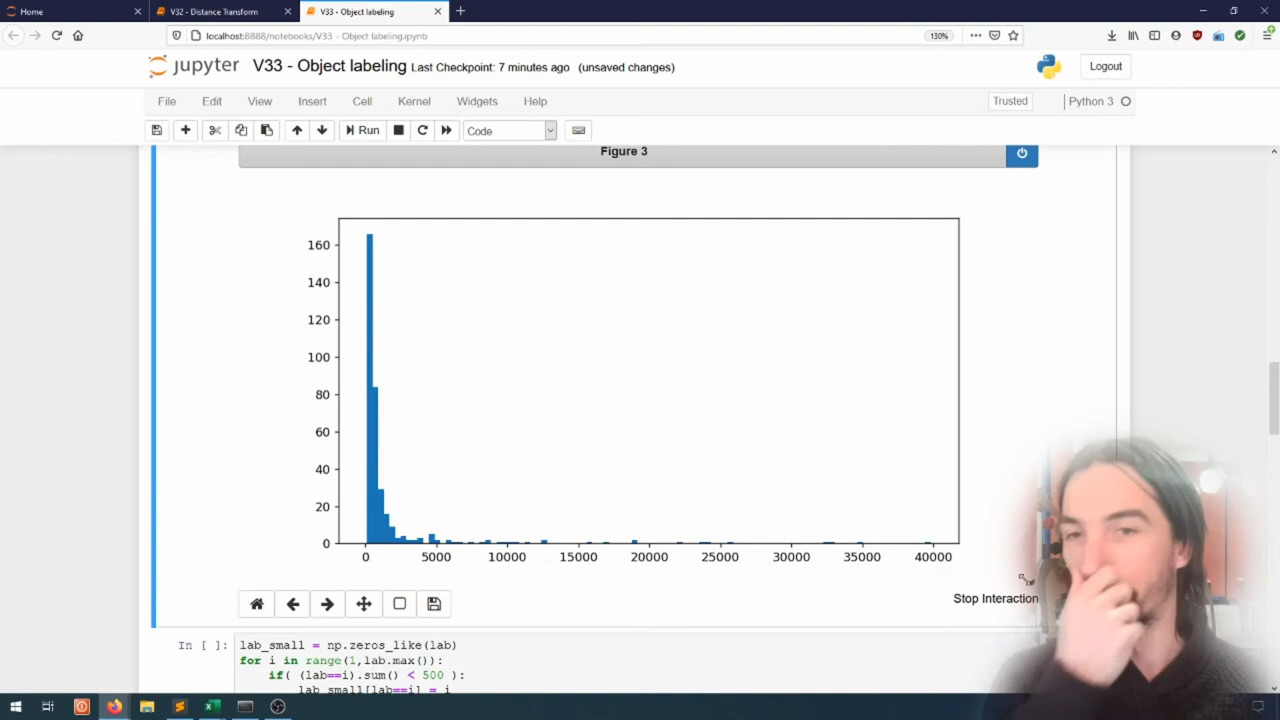 Home
V32 - Distance Transform
V33 - Object labeling
localhost:8888/notebooks/V33 - Object labeling.ipynb
130%
jupyter V33 - Object labeling Last Checkpoint: 7 minutes ago (unsaved changes)
Logout
File Edit View Insert Cell Kernel Widgets Help
Trusted
Python 3
Run
Code
Figure 3
160
140
120
100
80
60
40
20
0
0 5000 10000 15000 20000 25000 30000 35000 40000
Stop Interaction
In [ ]: lab_small = np.zeros_like(lab)
for i in range(1,lab.max()):
if( (lab==i).sum() < 500 ):
lab_small[lab==i] = i